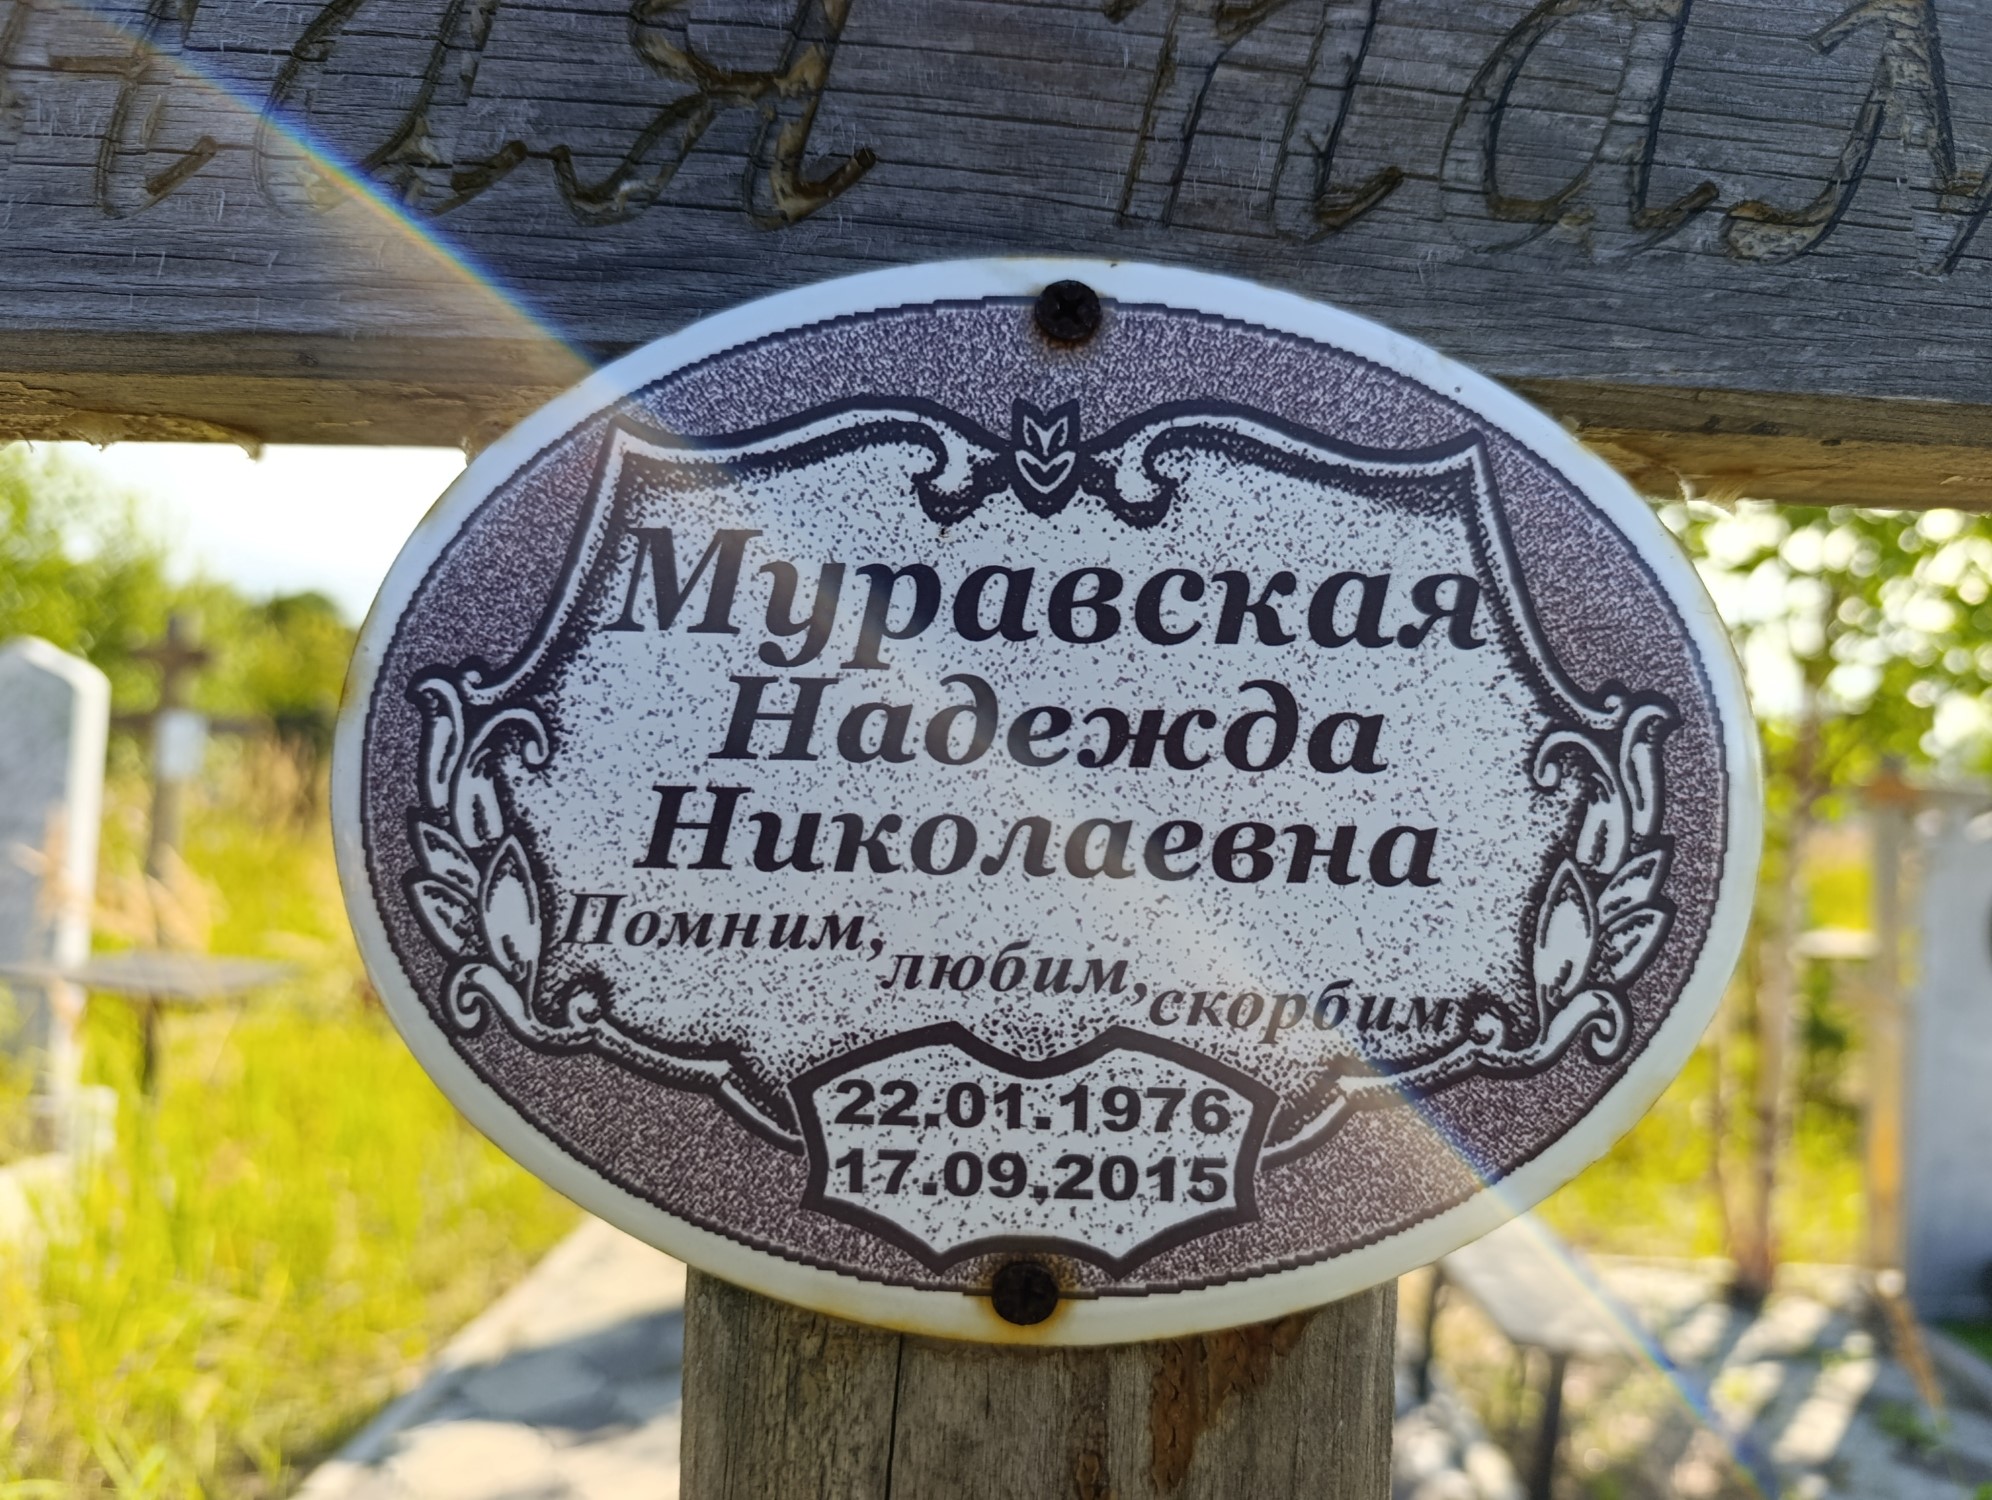 Муравская
Надежда
Николаевна
Помним, любим, скорбим
22.01.1976
17.09.2015